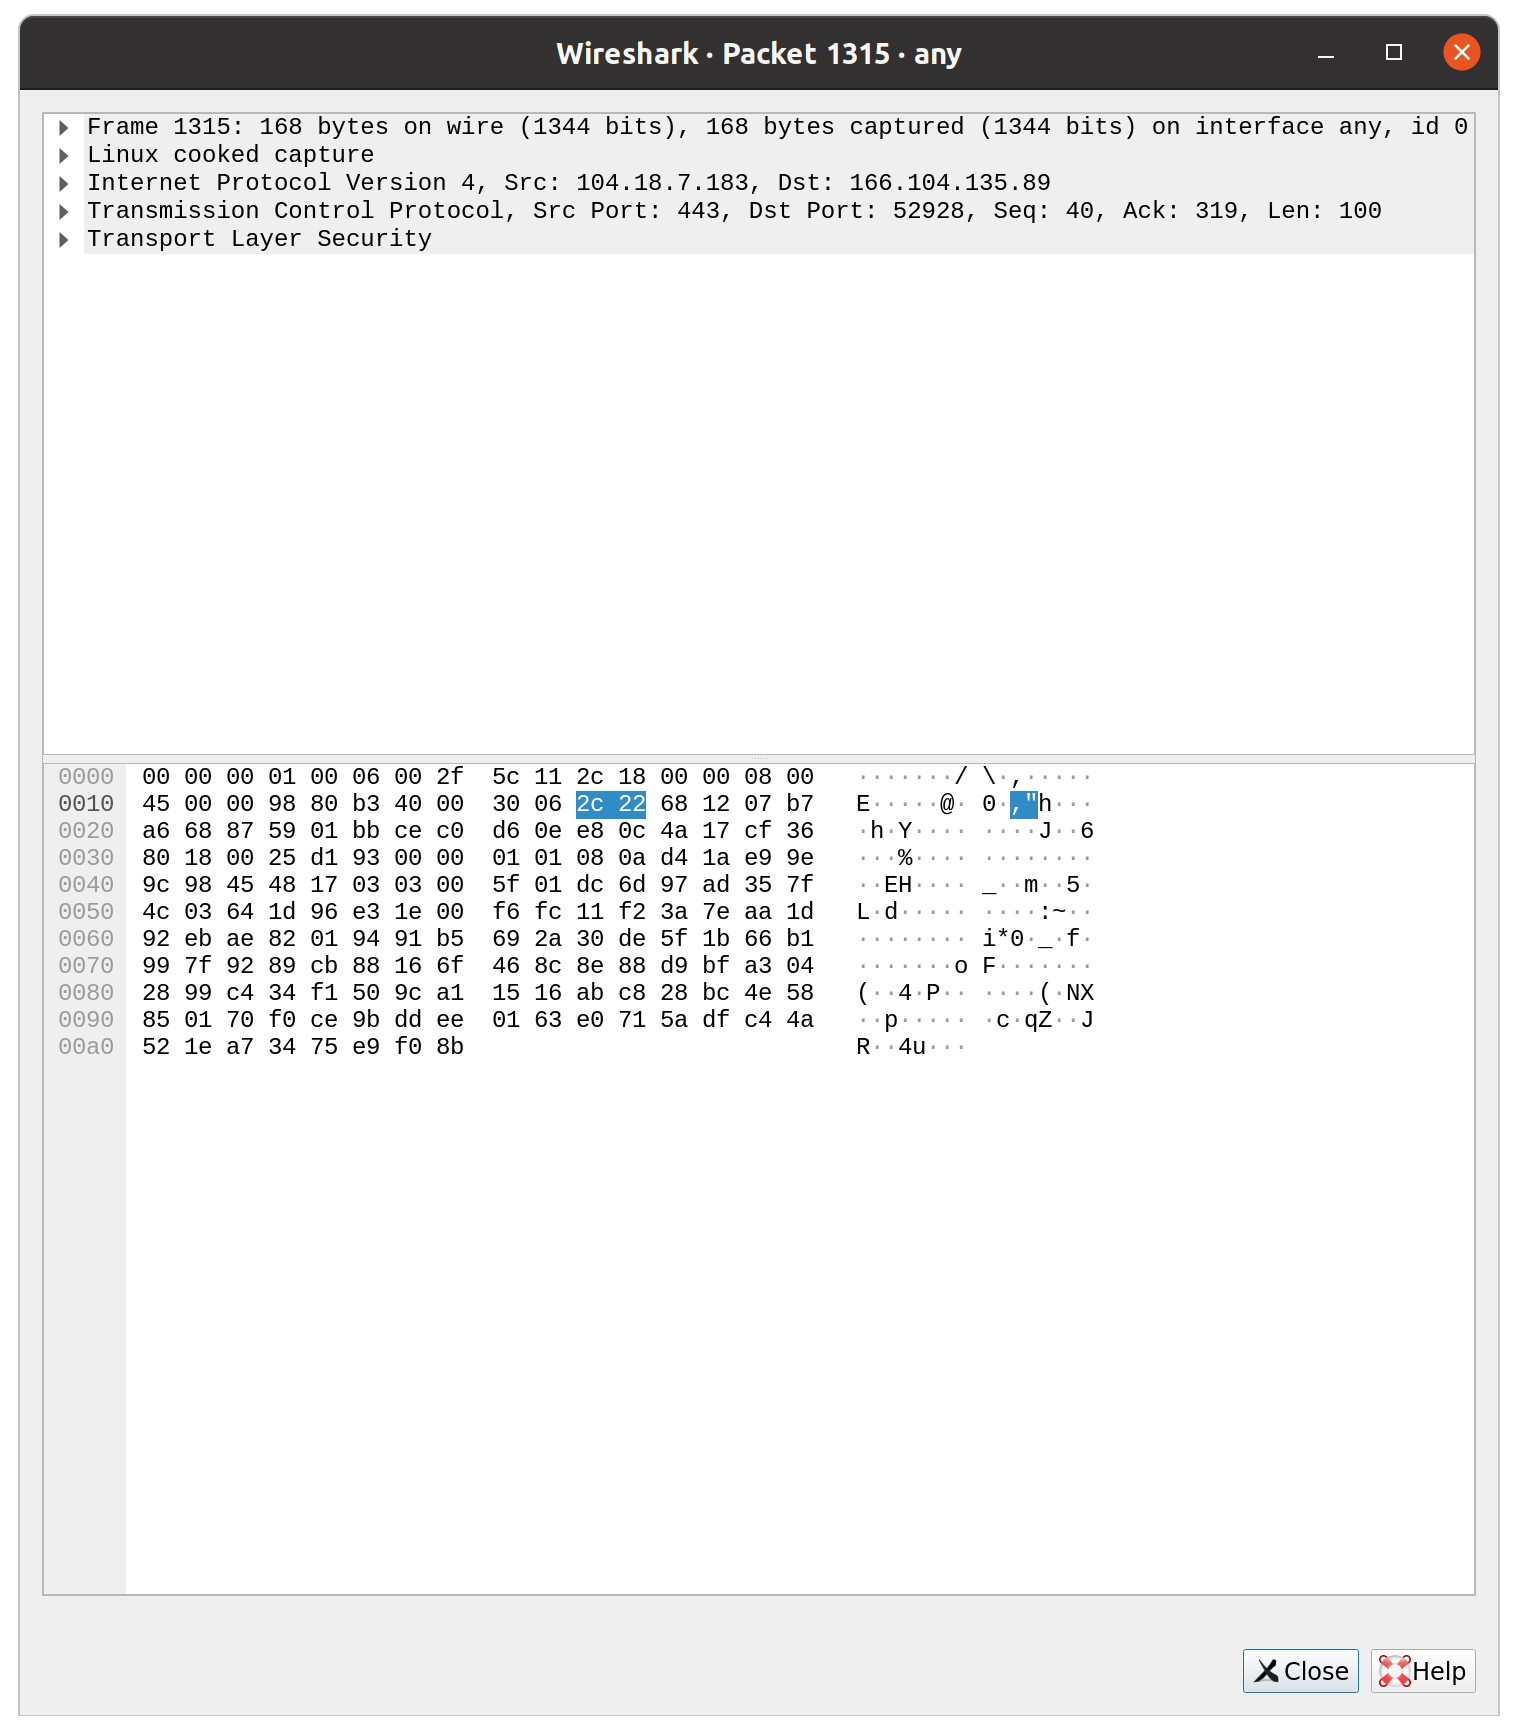 Wireshark · Packet 1315 · any
Frame 1315: 168 bytes on wire (1344 bits), 168 bytes captured (1344 bits) on interface any, id 0
Linux cooked capture
Internet Protocol Version 4, Src: 104.18.7.183, Dst: 166.104.135.89
Transmission Control Protocol, Src Port: 443, Dst Port: 52928, Seq: 40, Ack: 319, Len: 100
Transport Layer Security
0000 00 00 00 01 00 06 00 2f 5c 11 2c 18 00 00 08 00 ·······/ \·,·····
0010 45 00 00 98 80 b3 40 00 30 06 2c 22 68 12 07 b7 E·····@· 0·,"h···
0020 a6 68 87 59 01 bb ce c0 d6 0e e8 0c 4a 17 cf 36 ·h·Y···· ····J··6
0030 80 18 00 25 d1 93 00 00 01 01 08 0a d4 1a e9 9e ···%···· ········
0040 9c 98 45 48 17 03 03 00 5f 01 dc 6d 97 ad 35 7f ··EH···· _··m··5·
0050 4c 03 64 1d 96 e3 1e 00 f6 fc 11 f2 3a 7e aa 1d L·d····· ····:~··
0060 92 eb ae 82 01 94 91 b5 69 2a 30 de 5f 1b 66 b1 ········ i*0·_·f·
0070 99 7f 92 89 cb 88 16 6f 46 8c 8e 88 d9 bf a3 04 ·······o F·······
0080 28 99 c4 34 f1 50 9c a1 15 16 ab c8 28 bc 4e 58 (··4·P·· ····(·NX
0090 85 01 70 f0 ce 9b dd ee 01 63 e0 71 5a df c4 4a ··p····· ·c·qZ··J
00a0 52 1e a7 34 75 e9 f0 8b R··4u···
Close Help